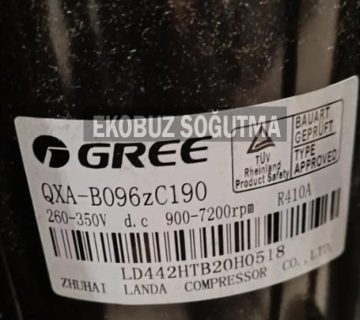 EKOBUZ SOĞUTMA
GREE
TÜV
Rheinland
Product Safety
BAUART
GEPRÜFT
TYPE
APPROVED
QXA-B096zC190
260-350V d.c 900-7200rpm R410A
LD442HTB20H0518
ZHUHAI LANDA COMPRESSOR CO., LTD.